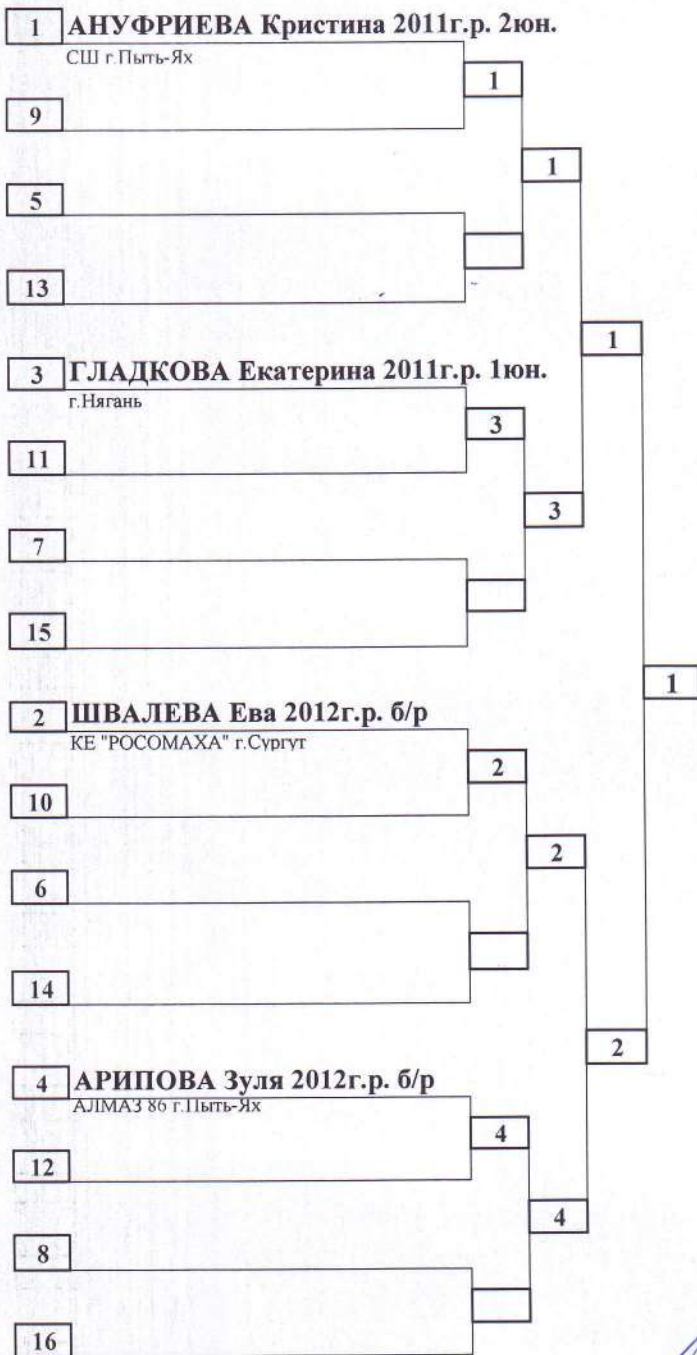 1 АНУФРИЕВА Кристина 2011г.р. 2юн.
СШ г.Пыть-Ях
1
9
1
5
13
1
3 ГЛАДКОВА Екатерина 2011г.р. 1юн.
г.Нягань
3
11
3
7
15
1
2 ШВАЛЕВА Ева 2012г.р. б/р
КЕ "РОСОМАХА" г.Сургут
2
10
2
6
14
2
4 АРИПОВА Зуля 2012г.р. б/р
АЛМАЗ 86 г.Пыть-Ях
4
12
4
8
16